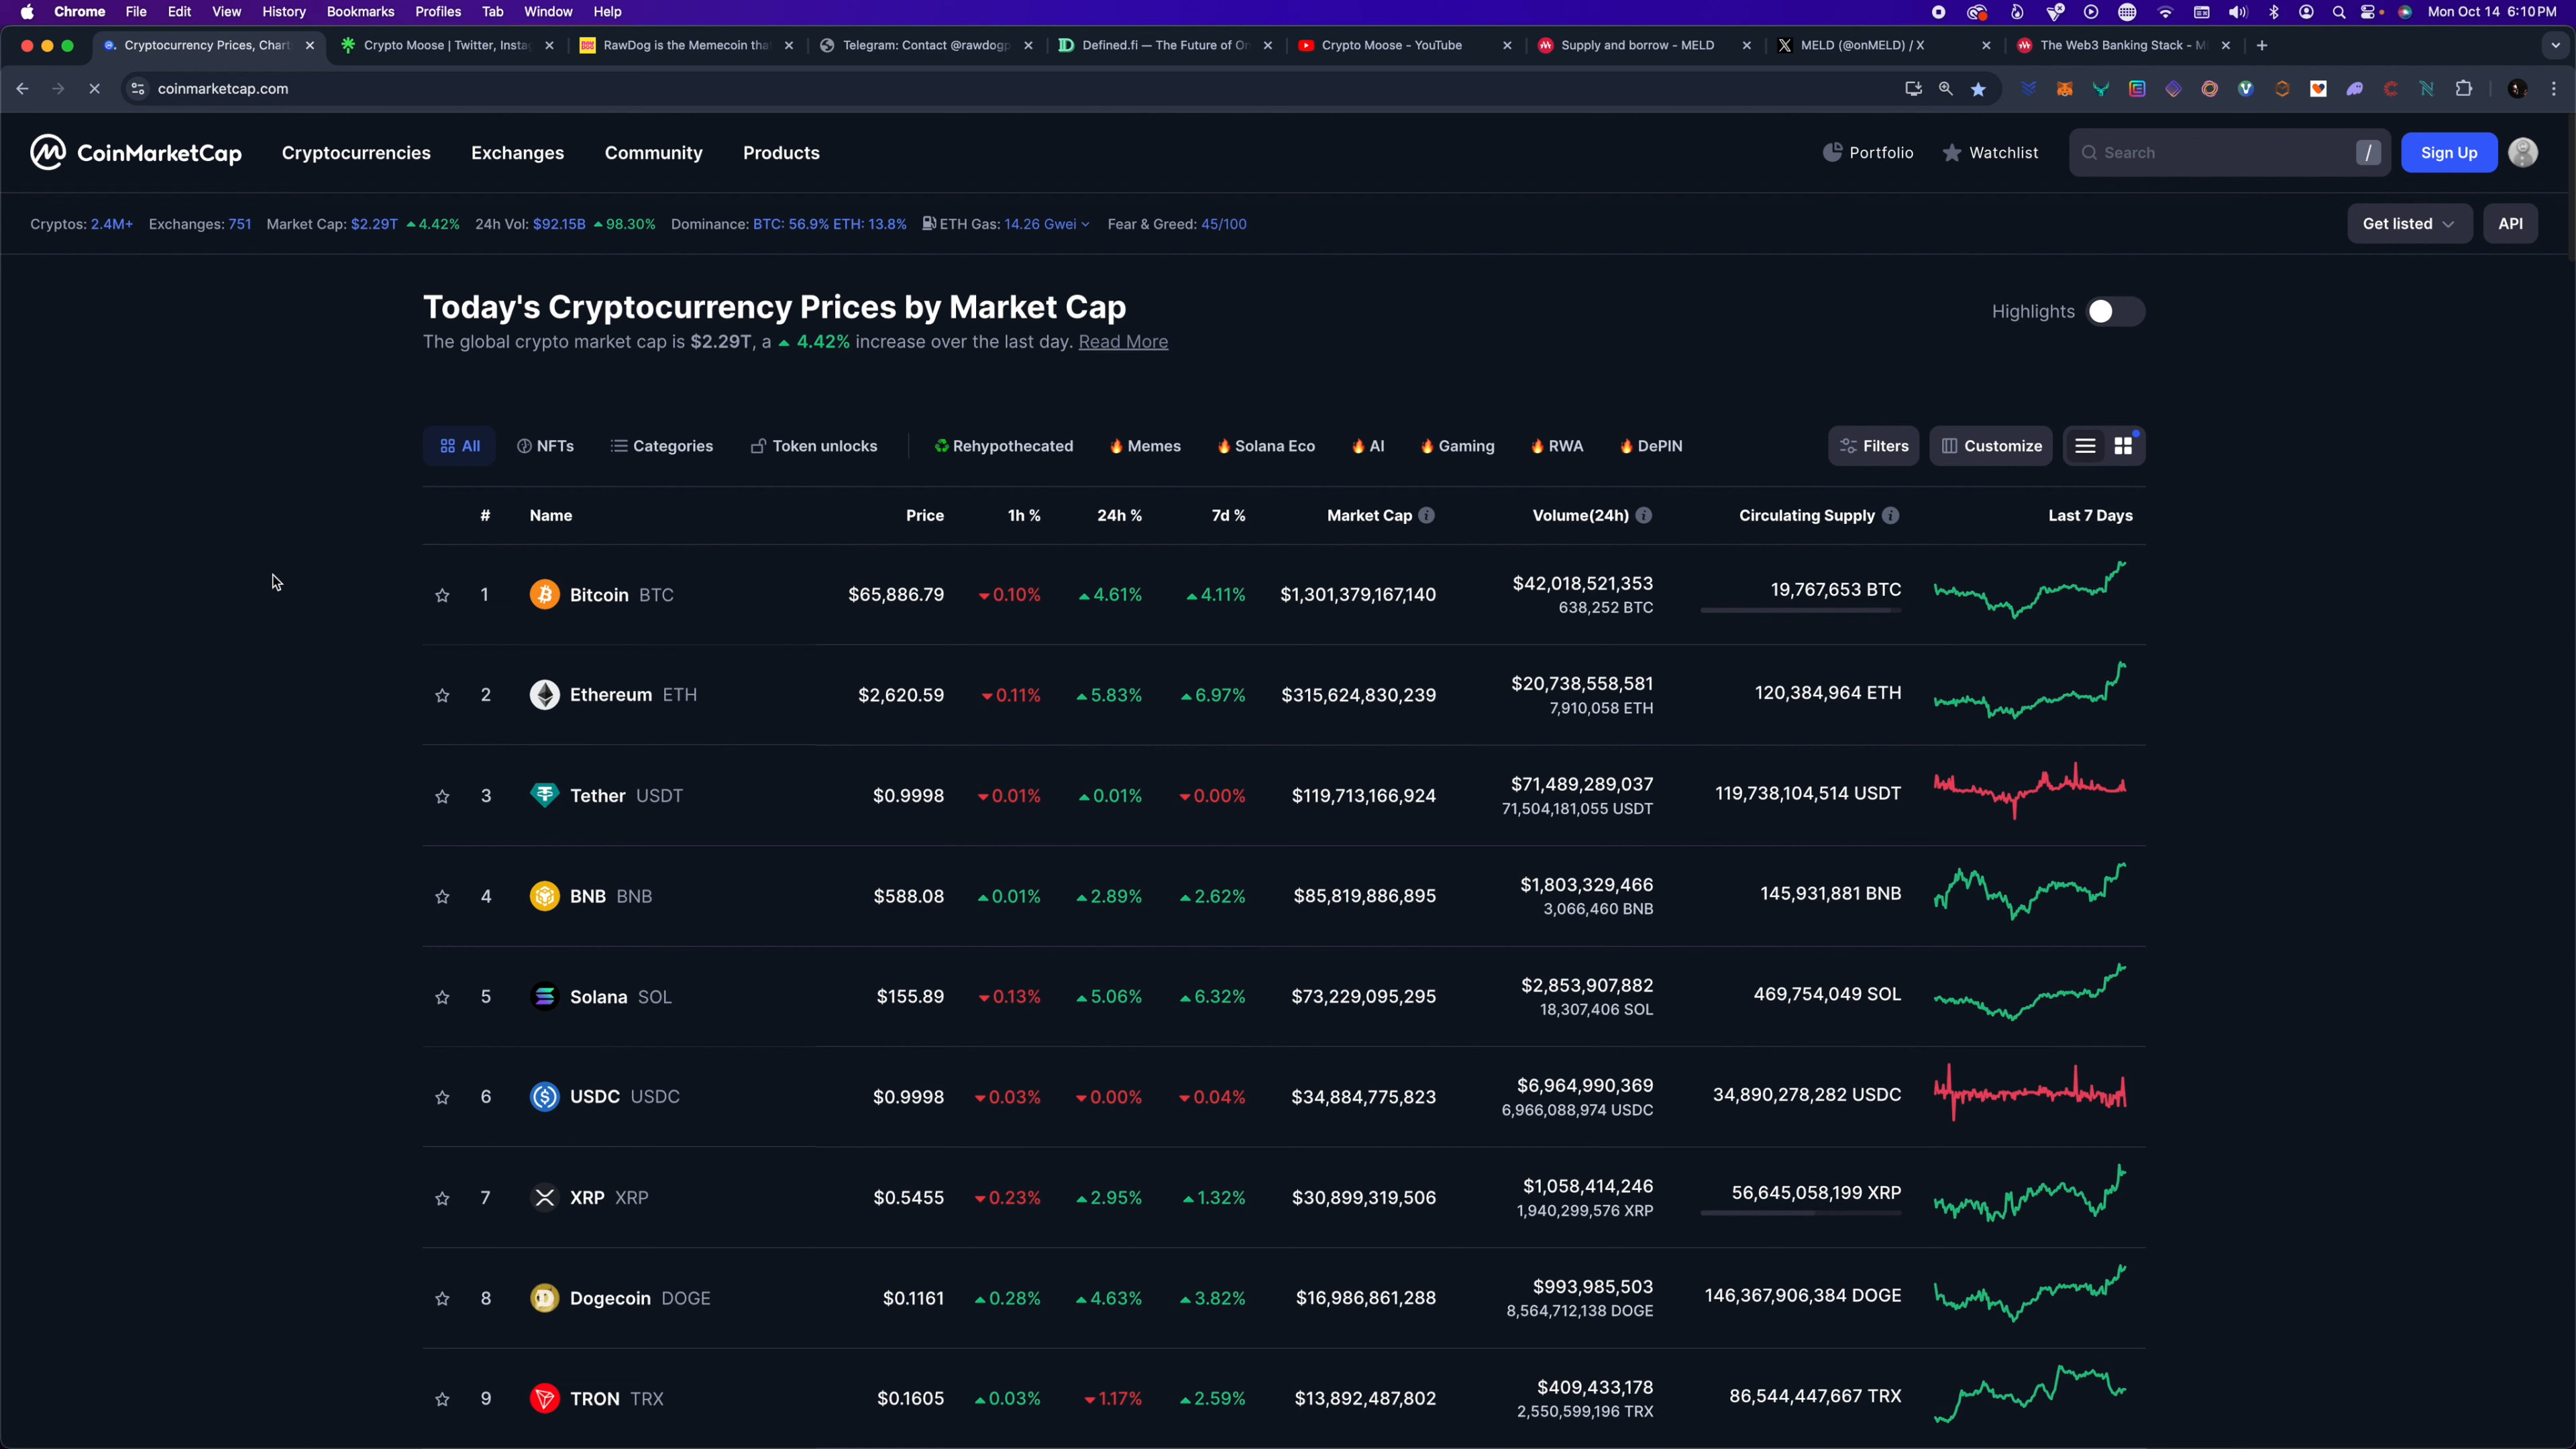 Chrome File Edit View History Bookmarks Profiles Tab Window Help Mon Oct 14 6:10 PM
Cryptocurrency Prices, Chart Crypto Moose | Twitter, Insta RawDog is the Memecoin tha Telegram: Contact @rawdogp Defined.fi — The Future of On Crypto Moose - YouTube Supply and borrow - MELD MELD (@onMELD) / X The Web3 Banking Stack - M
coinmarketcap.com
CoinMarketCap Cryptocurrencies Exchanges Community Products Portfolio Watchlist Search / Sign Up
Cryptos: 2.4M+ Exchanges: 751 Market Cap: $2.29T 4.42% 24h Vol: $92.15B 98.30% Dominance: BTC: 56.9% ETH: 13.8% ETH Gas: 14.26 Gwei Fear & Greed: 45/100 Get listed API
Today's Cryptocurrency Prices by Market Cap
Highlights
The global crypto market cap is $2.29T, a 4.42% increase over the last day. Read More
All NFTs Categories Token unlocks Rehypothecated Memes Solana Eco AI Gaming RWA DePIN Filters Customize
# Name Price 1h % 24h % 7d % Market Cap Volume(24h) Circulating Supply Last 7 Days
1 Bitcoin BTC $65,886.79 0.10% 4.61% 4.11% $1,301,379,167,140 $42,018,521,353 19,767,653 BTC
638,252 BTC
2 Ethereum ETH $2,620.59 0.11% 5.83% 6.97% $315,624,830,239 $20,738,558,581 120,384,964 ETH
7,910,058 ETH
3 Tether USDT $0.9998 0.01% 0.01% 0.00% $119,713,166,924 $71,489,289,037 119,738,104,514 USDT
71,504,181,055 USDT
4 BNB BNB $588.08 0.01% 2.89% 2.62% $85,819,886,895 $1,803,329,466 145,931,881 BNB
3,066,460 BNB
5 Solana SOL $155.89 0.13% 5.06% 6.32% $73,229,095,295 $2,853,907,882 469,754,049 SOL
18,307,406 SOL
6 USDC USDC $0.9998 0.03% 0.00% 0.04% $34,884,775,823 $6,964,990,369 34,890,278,282 USDC
6,966,088,974 USDC
7 XRP XRP $0.5455 0.23% 2.95% 1.32% $30,899,319,506 $1,058,414,246 56,645,058,199 XRP
1,940,299,576 XRP
8 Dogecoin DOGE $0.1161 0.28% 4.63% 3.82% $16,986,861,288 $993,985,503 146,367,906,384 DOGE
8,564,712,138 DOGE
9 TRON TRX $0.1605 0.03% 1.17% 2.59% $13,892,487,802 $409,433,178 86,544,447,667 TRX
2,550,599,196 TRX